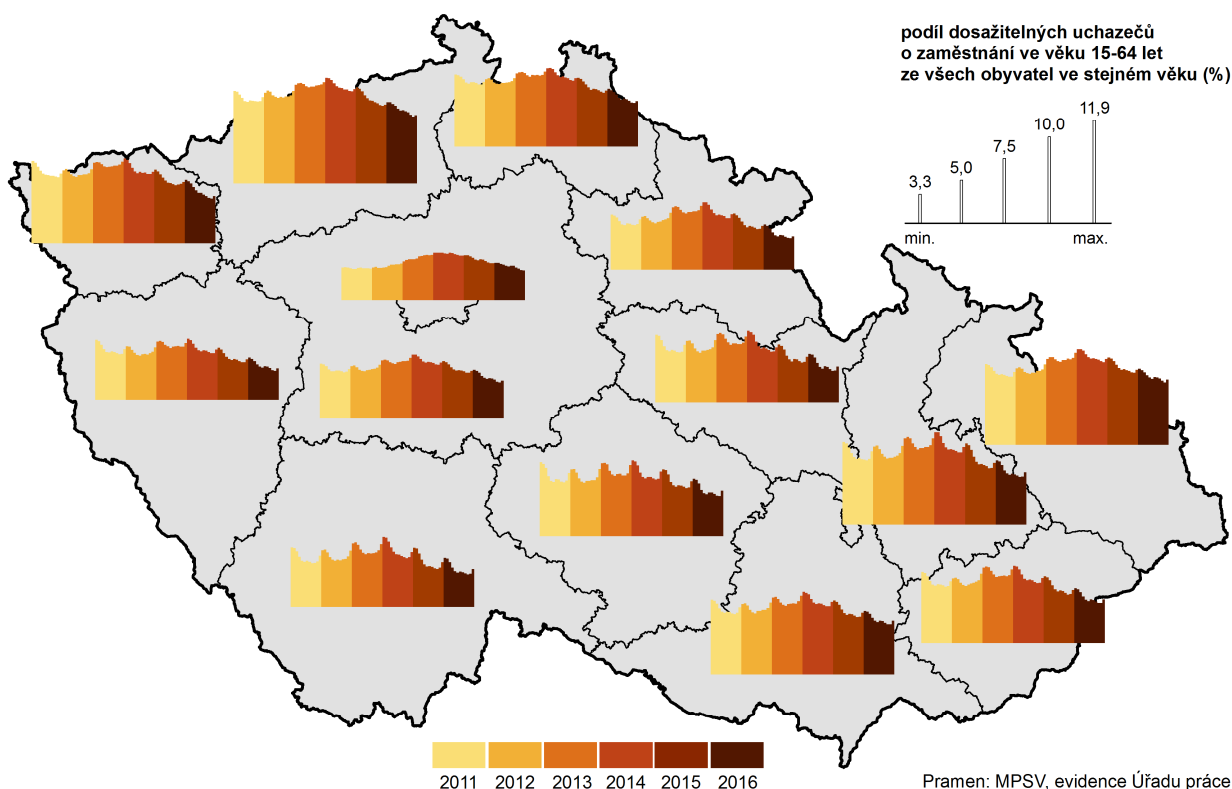 podíl dosažitelných uchazečů
o zaměstnání ve věku 15-64 let
ze všech obyvatel ve stejném věku (%)
3,3
5,0
7,5
10,0
11,9
min.
max.
2011
2012
2013
2014
2015
2016
Pramen: MPSV, evidence Úřadu práce